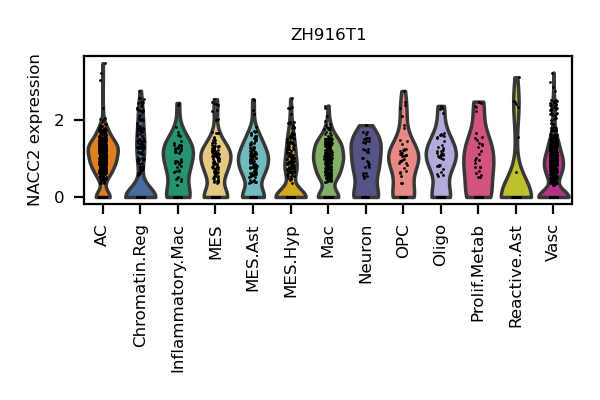 ZH916T1
NACC2 expression
2
0
AC
Chromatin.Reg
Inflammatory.Mac
MES
MES.Ast
MES.Hyp
Mac
Neuron
OPC
Oligo
Prolif.Metab
Reactive.Ast
Vasc